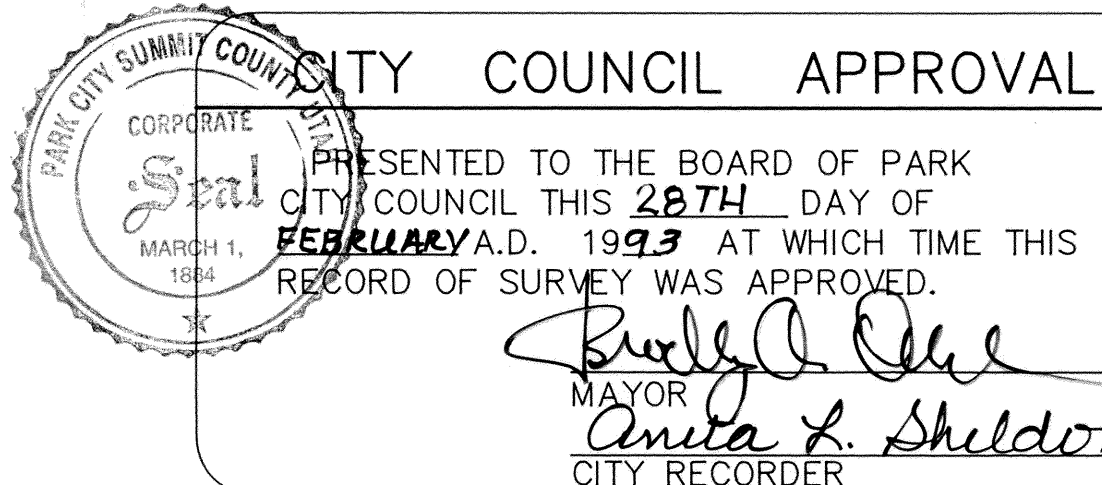 PARK CITY SUMMIT COUNTY UTAH
CORPORATE
Seal
MARCH 1,
1884
CITY COUNCIL APPROVAL
PRESENTED TO THE BOARD OF PARK
CITY COUNCIL THIS 28TH DAY OF
FEBRUARY A.D. 1993 AT WHICH TIME THIS
RECORD OF SURVEY WAS APPROVED.
MAYOR
Anita L. Sheldo
CITY RECORDER